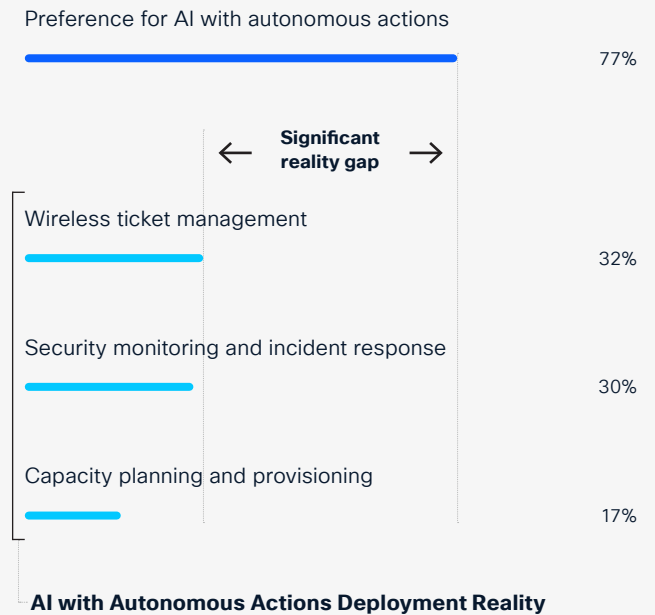 Preference for AI with autonomous actions
77%
Significant
reality gap
Wireless ticket management
32%
Security monitoring and incident response
30%
Capacity planning and provisioning
17%
AI with Autonomous Actions Deployment Reality